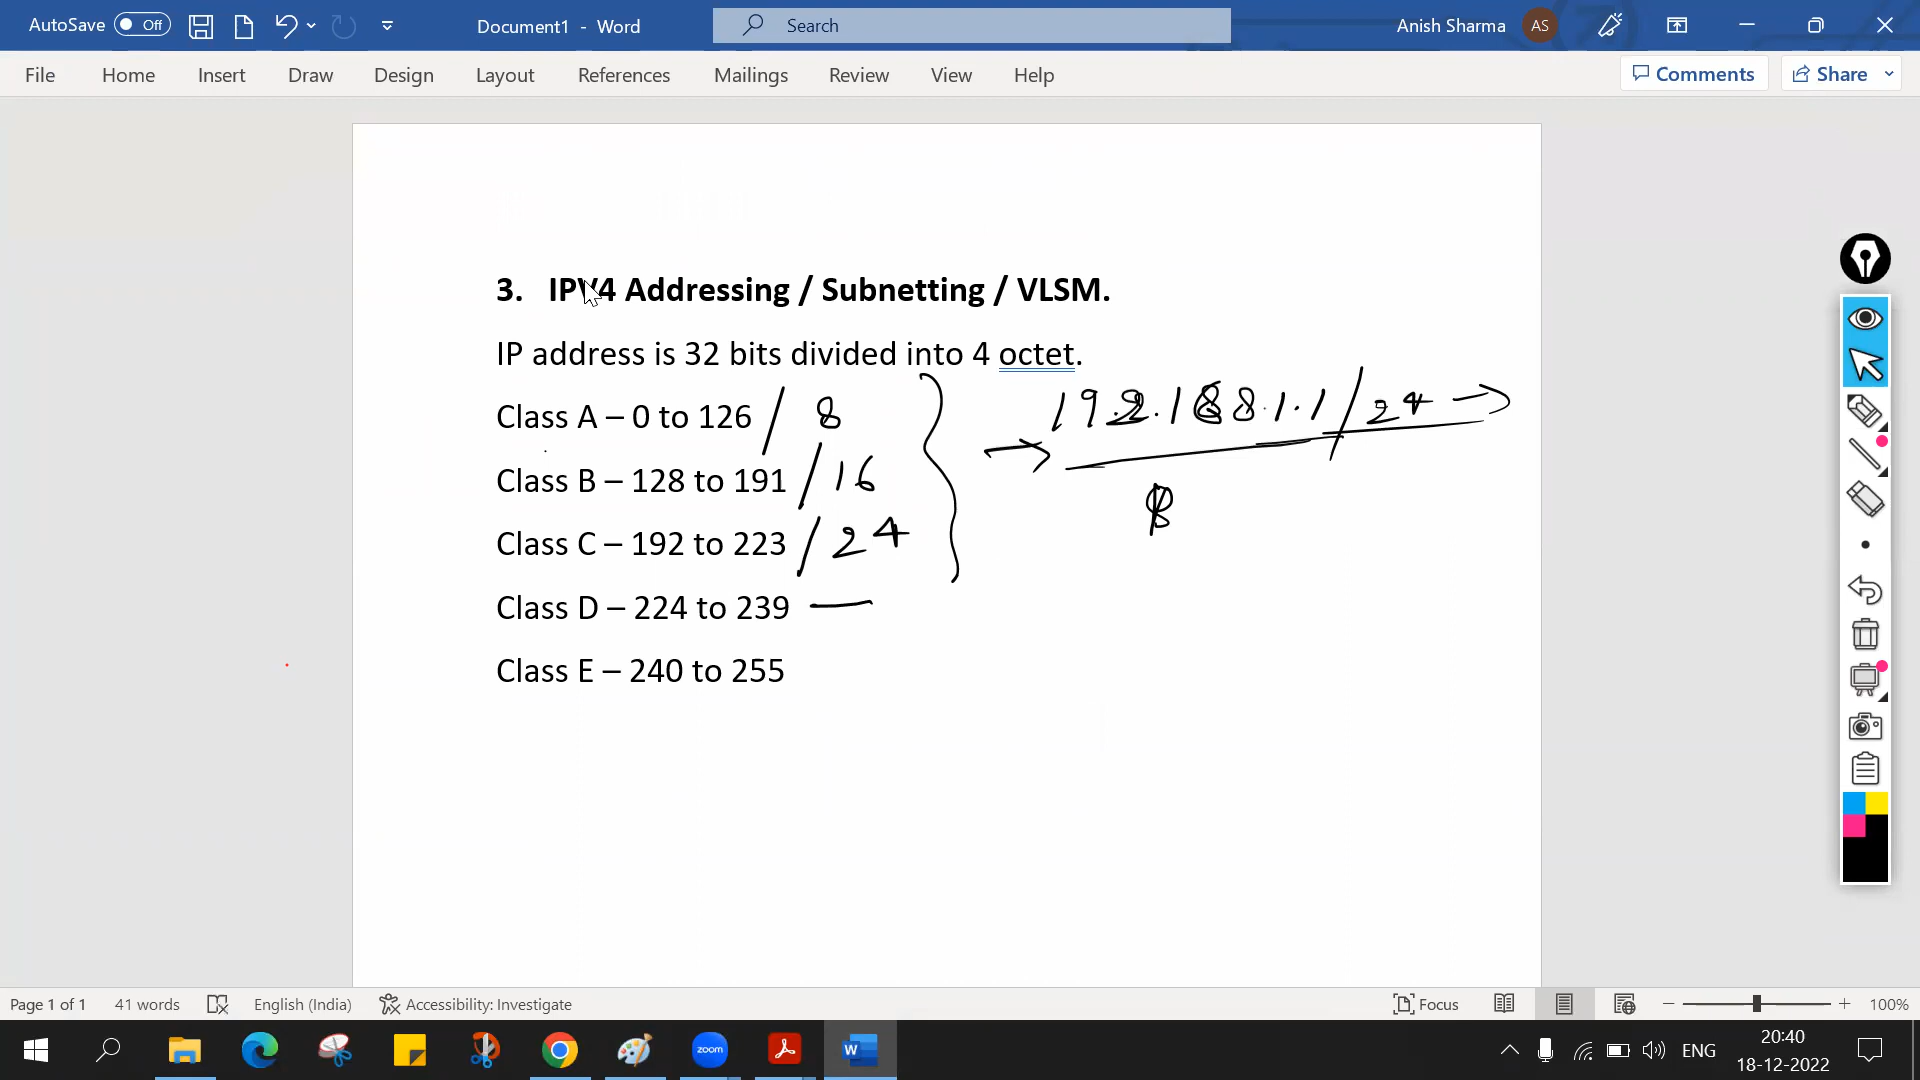 AutoSave Off Document1 - Word Search Anish Sharma AS
File Home Insert Draw Design Layout References Mailings Review View Help Comments Share
3. IPV4 Addressing / Subnetting / VLSM.
IP address is 32 bits divided into 4 octet.
Class A – 0 to 126 / 8
192.168.1.1/24
Class B – 128 to 191 / 16
Class C – 192 to 223 / 24
Class D – 224 to 239 —
Class E – 240 to 255
Page 1 of 1 41 words English (India) Accessibility: Investigate Focus 100%
zoom W ENG 20:40
18-12-2022